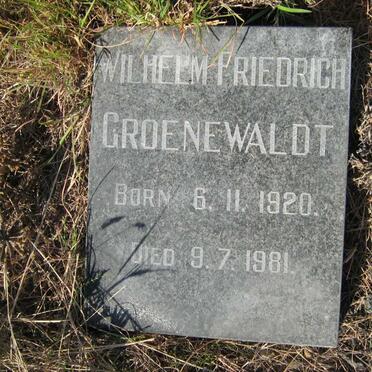 WILHELM FRIEDRICH
GROENEWALDT
BORN 6. 11. 1920.
DIED 9. 7. 1981.